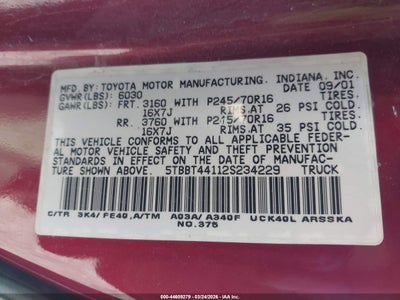 MFD. BY: TOYOTA MOTOR MANUFACTURING, INDIANA, INC.
GVWR(LBS): 6030 09/01
GAWR(LBS): FRT. 3160 WITH P245/70R16 TIRES,
16X7J RIMS,AT 26 PSI COLD.
RR. 3760 WITH P245/70R16 TIRES,
16X7J RIMS,AT 35 PSI COLD.
THIS VEHICLE CONFORMS TO ALL APPLICABLE FEDER-
AL MOTOR VEHICLE SAFETY AND THEFT PREVENTION
STANDARDS IN EFFECT ON THE DATE OF MANUFAC-
TURE SHOWN ABOVE. 5TBBT44112S234229 TRUCK
C/TR 3K4/FE40,A/TM A03A/A340F UCK40L ARSSKA
NO.375
000-44609279 - 03/24/2026 - IAAI.COM